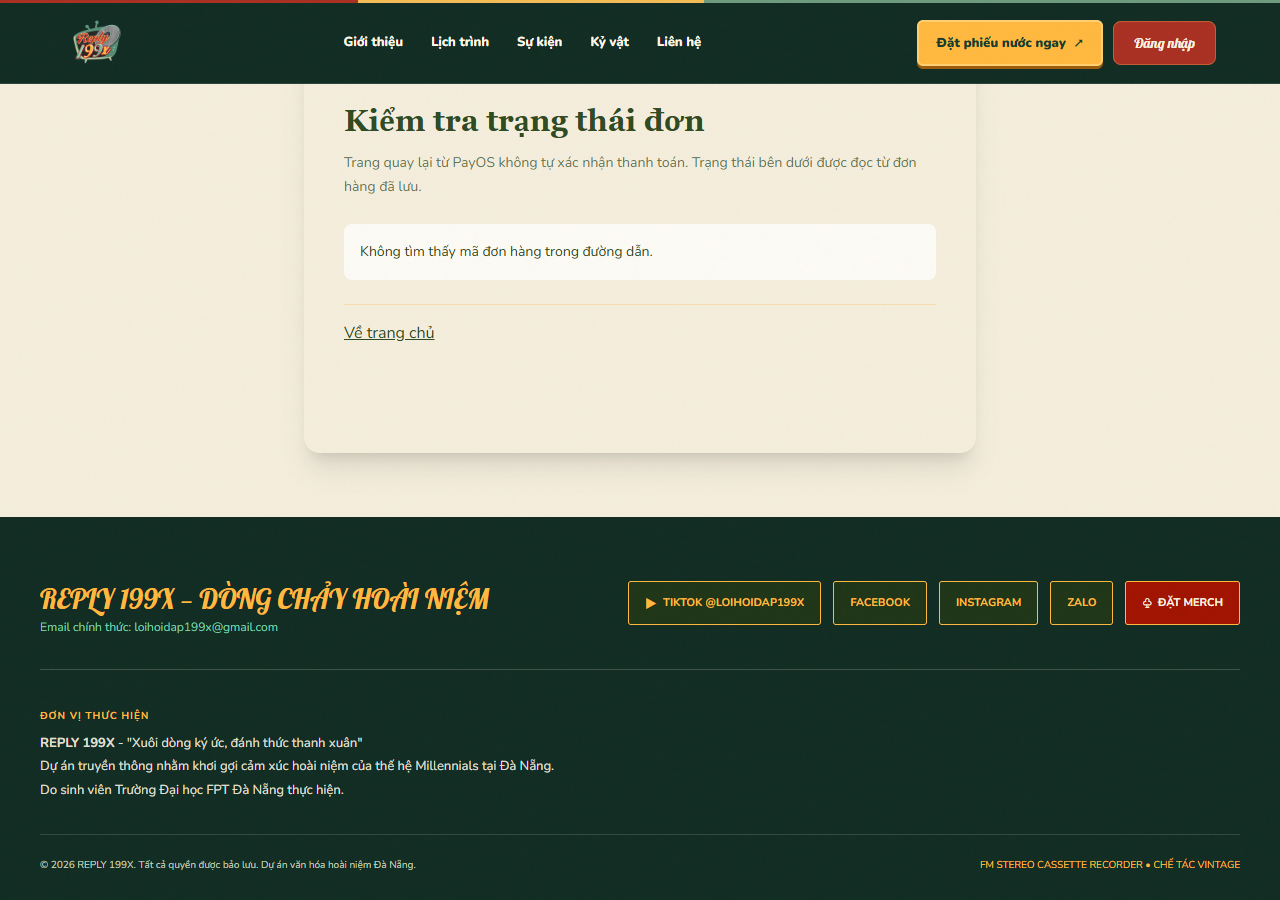 Reply 199x
Giới thiệu
Lịch trình
Sự kiện
Kỷ vật
Liên hệ
Đặt phiếu nước ngay ↗
Đăng nhập
Kiểm tra trạng thái đơn
Trang quay lại từ PayOS không tự xác nhận thanh toán. Trạng thái bên dưới được đọc từ đơn
hàng đã lưu.
Không tìm thấy mã đơn hàng trong đường dẫn.
Về trang chủ
REPLY 199X – DÒNG CHẢY HOÀI NIỆM
Email chính thức: loihoidap199x@gmail.com
▶ TIKTOK @LOIHOIDAP199X
FACEBOOK
INSTAGRAM
ZALO
♧ ĐẶT MERCH
ĐƠN VỊ THỰC HIỆN
REPLY 199X - "Xuôi dòng ký ức, đánh thức thanh xuân"
Dự án truyền thông nhằm khơi gợi cảm xúc hoài niệm của thế hệ Millennials tại Đà Nẵng.
Do sinh viên Trường Đại học FPT Đà Nẵng thực hiện.
© 2026 REPLY 199X. Tất cả quyền được bảo lưu. Dự án văn hóa hoài niệm Đà Nẵng.
FM STEREO CASSETTE RECORDER • CHẾ TÁC VINTAGE